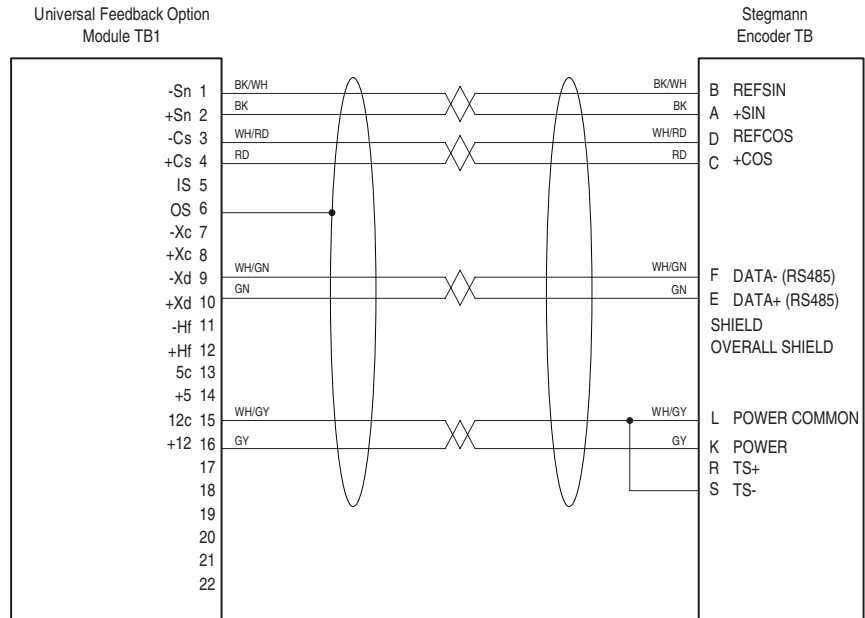 Universal Feedback Option
Module TB1
Stegmann
Encoder TB
-Sn 1 BK/WH BK/WH B REFSIN
+Sn 2 BK BK A +SIN
-Cs 3 WH/RD WH/RD D REFCOS
+Cs 4 RD RD C +COS
IS 5
OS 6
-Xc 7
+Xc 8
-Xd 9 WH/GN WH/GN F DATA- (RS485)
+Xd 10 GN GN E DATA+ (RS485)
-Hf 11 SHIELD
+Hf 12 OVERALL SHIELD
5c 13
+5 14
12c 15 WH/GY WH/GY L POWER COMMON
+12 16 GY GY K POWER
17 R TS+
18 S TS-
19
20
21
22